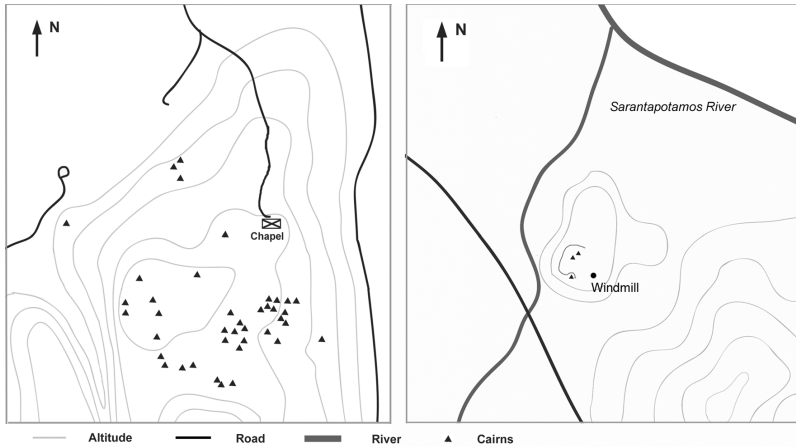 N
Chapel
N
Sarantapotamos River
Windmill
Altitude Road River Cairns